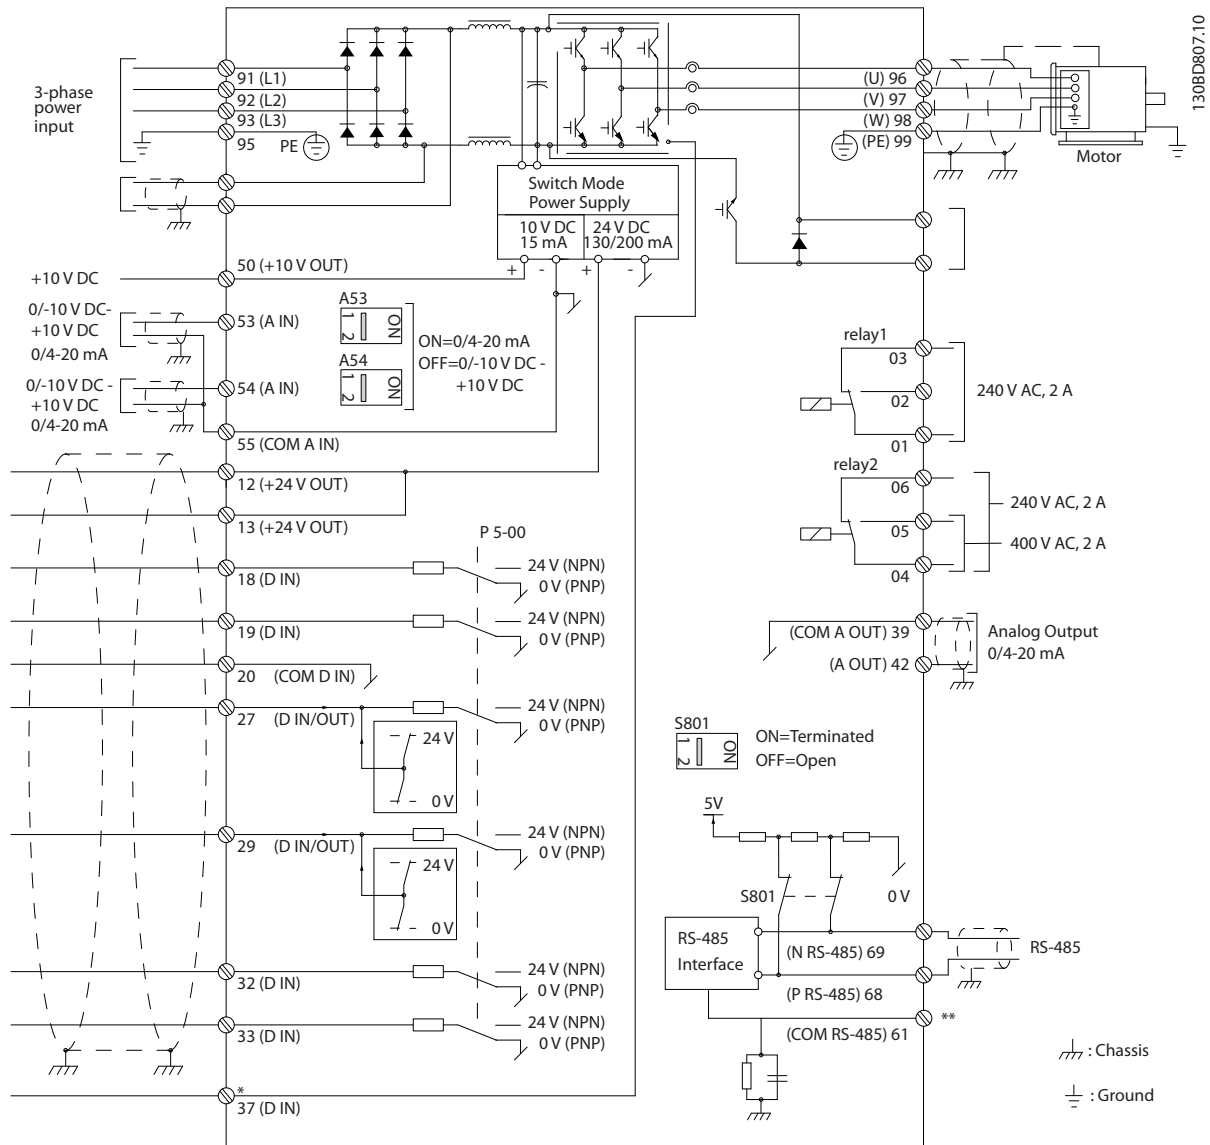 130BD807.10
3-phase
power
input
91 (L1)
92 (L2)
93 (L3)
95
PE
(U) 96
(V) 97
(W) 98
(PE) 99
Motor
Switch Mode
Power Supply
10 V DC
15 mA
24 V DC
130/200 mA
+
-
+
-
+10 V DC
50 (+10 V OUT)
0/-10 V DC-
+10 V DC
0/4-20 mA
53 (A IN)
A53
1
2
ON
A54
1
2
ON
ON=0/4-20 mA
OFF=0/-10 V DC -
+10 V DC
0/-10 V DC -
+10 V DC
0/4-20 mA
54 (A IN)
55 (COM A IN)
12 (+24 V OUT)
13 (+24 V OUT)
P 5-00
18 (D IN)
24 V (NPN)
0 V (PNP)
19 (D IN)
24 V (NPN)
0 V (PNP)
20 (COM D IN)
27 (D IN/OUT)
24 V (NPN)
0 V (PNP)
24 V
0 V
29 (D IN/OUT)
24 V (NPN)
0 V (PNP)
24 V
0 V
32 (D IN)
24 V (NPN)
0 V (PNP)
33 (D IN)
24 V (NPN)
0 V (PNP)
*
37 (D IN)
relay1
03
02
01
240 V AC, 2 A
relay2
06
05
04
240 V AC, 2 A
400 V AC, 2 A
(COM A OUT) 39
(A OUT) 42
Analog Output
0/4-20 mA
S801
1
2
ON
ON=Terminated
OFF=Open
5V
S801
0 V
RS-485
Interface
(N RS-485) 69
(P RS-485) 68
(COM RS-485) 61
RS-485
**
: Chassis
: Ground